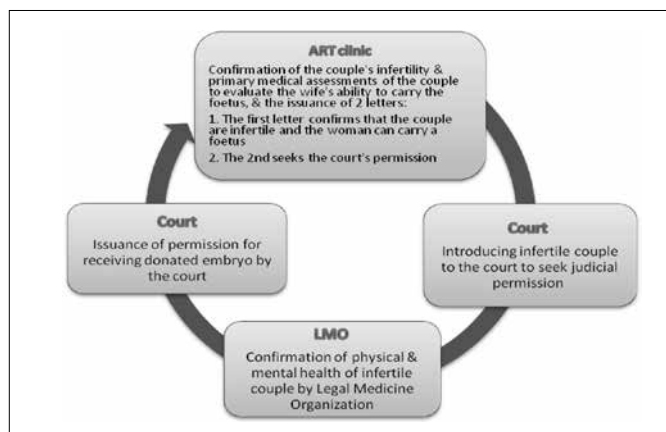 ART clinic
Confirmation of the couple's infertility &
primary medical assessments of the couple
to evaluate the wife's ability to carry the
foetus, & the issuance of 2 letters:
1. The first letter confirms that the couple
are infertile and the woman can carry a
foetus
2. The 2nd seeks the court's permission
Court
Introducing infertile couple
to the court to seek judicial
permission
LMO
Confirmation of physical &
mental health of infertile
couple by Legal Medicine
Organization
Court
Issuance of permission for
receiving donated embryo by
the court